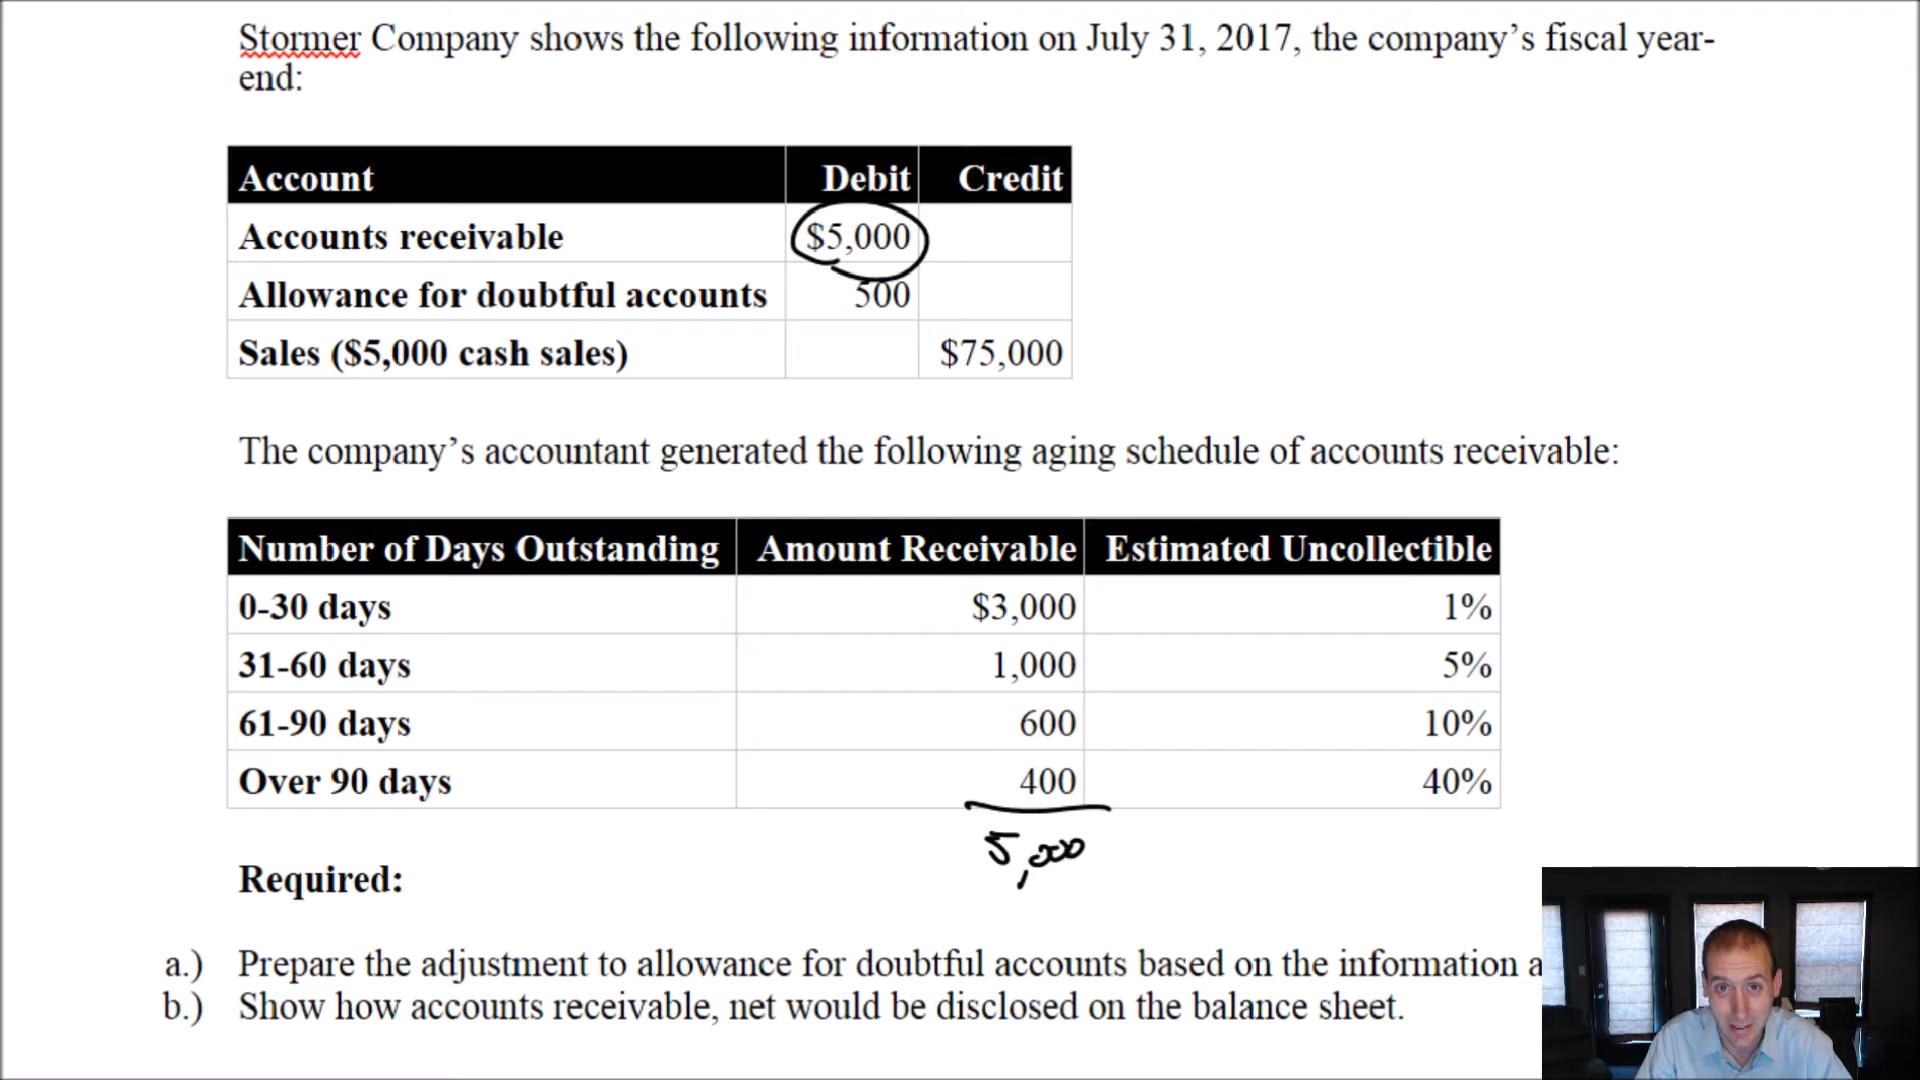 Stormer Company shows the following information on July 31, 2017, the company's fiscal year-
end:
Account Debit Credit
Accounts receivable $5,000
Allowance for doubtful accounts 500
Sales ($5,000 cash sales) $75,000
The company's accountant generated the following aging schedule of accounts receivable:
Number of Days Outstanding Amount Receivable Estimated Uncollectible
0-30 days $3,000 1%
31-60 days 1,000 5%
61-90 days 600 10%
Over 90 days 400 40%
5,000
Required:
a.) Prepare the adjustment to allowance for doubtful accounts based on the information a
b.) Show how accounts receivable, net would be disclosed on the balance sheet.